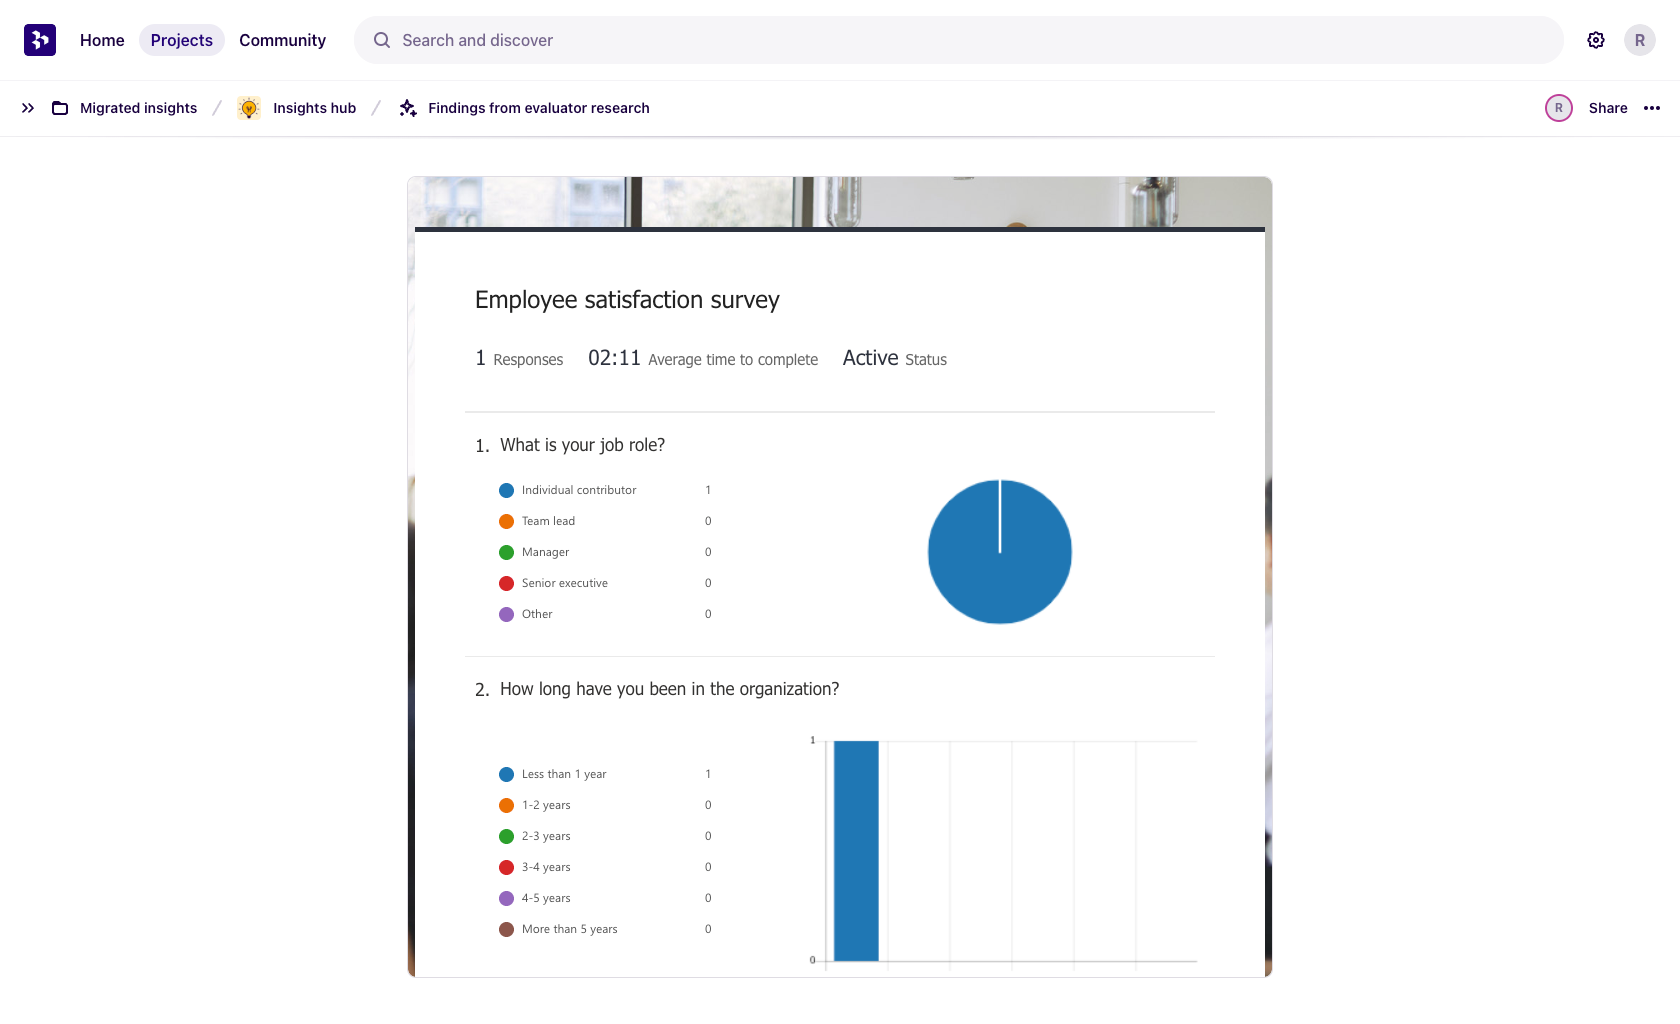 Home Projects Community Search and discover R
Migrated insights / Insights hub / Findings from evaluator research R Share
Employee satisfaction survey
1 Responses 02:11 Average time to complete Active Status
1. What is your job role?
Individual contributor 1
Team lead 0
Manager 0
Senior executive 0
Other 0
2. How long have you been in the organization?
1
Less than 1 year 1
1-2 years 0
2-3 years 0
3-4 years 0
4-5 years 0
More than 5 years 0
0